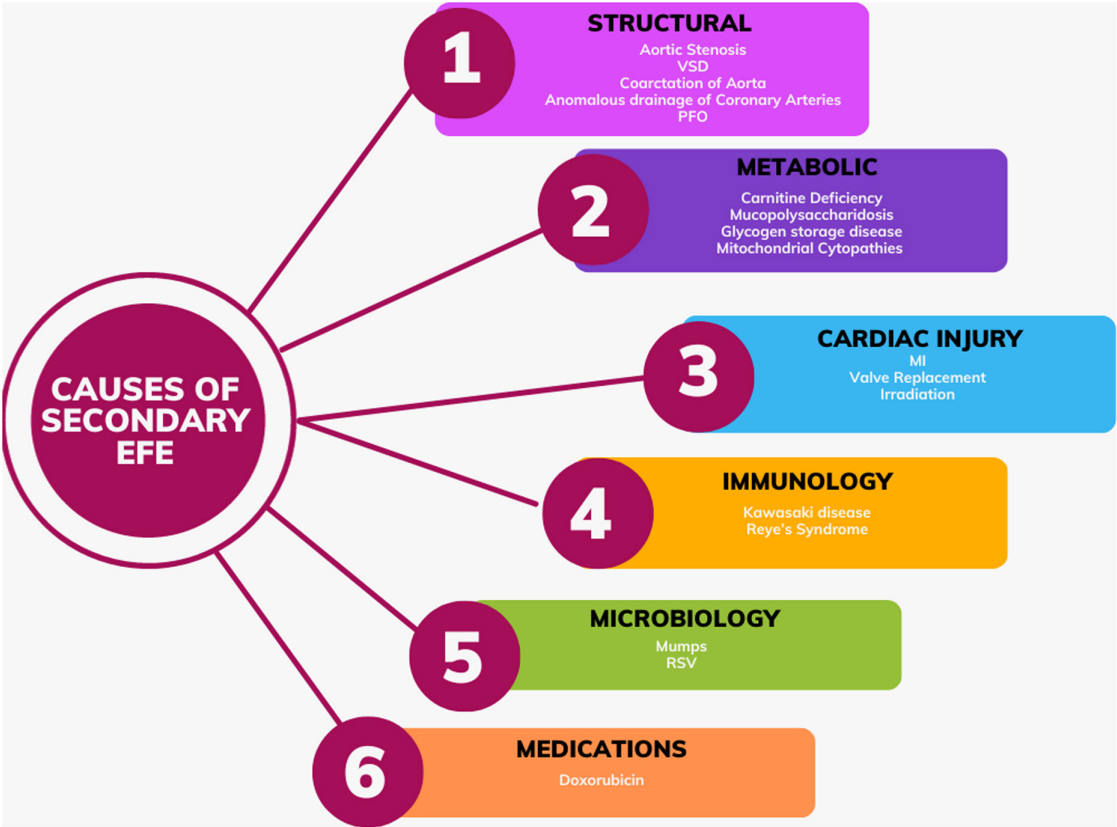 1
STRUCTURAL
Aortic Stenosis
VSD
Coarctation of Aorta
Anomalous drainage of Coronary Arteries
PFO
2
METABOLIC
Carnitine Deficiency
Mucopolysaccharidosis
Glycogen storage disease
Mitochondrial Cytopathies
CAUSES OF
SECONDARY
EFE
3
CARDIAC INJURY
MI
Valve Replacement
Irradiation
4
IMMUNOLOGY
Kawasaki disease
Reye's Syndrome
5
MICROBIOLOGY
Mumps
RSV
6
MEDICATIONS
Doxorubicin